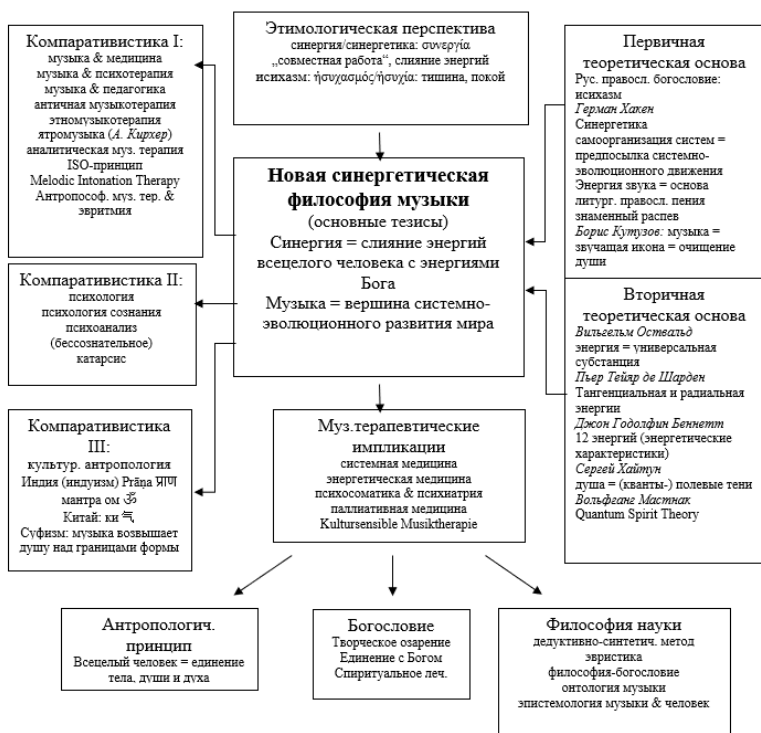 Этимологическая перспектива
синергия/синергетика: συνεργία
„совместная работа“, слияние энергий
исихазм: ἡσυχασμός/ἡσυχία: тишина, покой
Компаративистика I:
музыка & медицина
музыка & психотерапия
музыка & педагогика
античная музыкотерапия
этномузыкотерапия
ятромузыка (А. Кирхер)
аналитическая муз. терапия
ISO-принцип
Melodic Intonation Therapy
Антропософ. муз. тер. &
эвритмия
Первичная
теоретическая основа
Рус. правосл. богословие:
исихазм
Герман Хакен
Синергетика
самоорганизация систем =
предпосылка системно-
эволюционного движения
Энергия звука = основа
литург. правосл. пения
знаменный распев
Борис Кутузов: музыка =
звучащая икона = очищение
души
Новая синергетическая
философия музыки
(основные тезисы)
Синергия = слияние энергий
всецелого человека с энергиями
Бога
Музыка = вершина системно-
эволюционного развития мира
Компаративистика II:
психология
психология сознания
психоанализ
(бессознательное)
катарсис
Вторичная
теоретическая основа
Вильгельм Оствальд
энергия = универсальная
субстанция
Пьер Тейяр де Шарден
Тангенциальная и радиальная
энергии
Джон Годолфин Беннетт
12 энергий (энергетические
характеристики)
Сергей Хайтун
душа = (кванты-) полевые тени
Вольфганг Мастнак
Quantum Spirit Theory
Компаративистика
III:
культур. антропология
Индия (индуизм) Prāṇa प्राण
мантра ом ॐ
Китай: ки 气
Суфизм: музыка возвышает
душу над границами формы
Муз.терапевтические
импликации
системная медицина
энергетическая медицина
психосоматика & психиатрия
паллиативная медицина
Kultursensible Musiktherapie
Антропологич.
принцип
Всецелый человек = единение
тела, души и духа
Богословие
Творческое озарение
Единение с Богом
Спиритуальное леч.
Философия науки
дедуктивно-синтетич. метод
эвристика
философия-богословие
онтология музыки
эпистемология музыки & человек